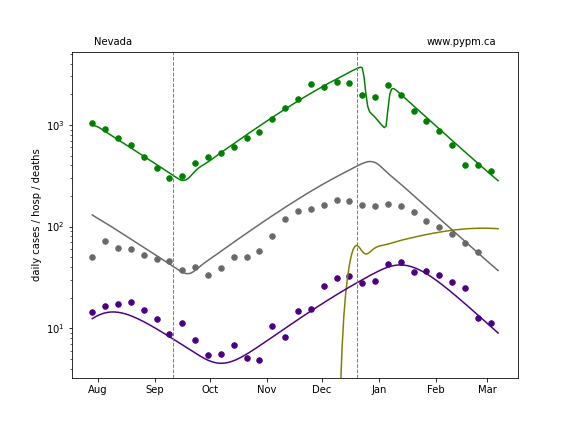 Nevada
www.pypm.ca
daily cases / hosp / deaths
10³
10²
10¹
Aug Sep Oct Nov Dec Jan Feb Mar